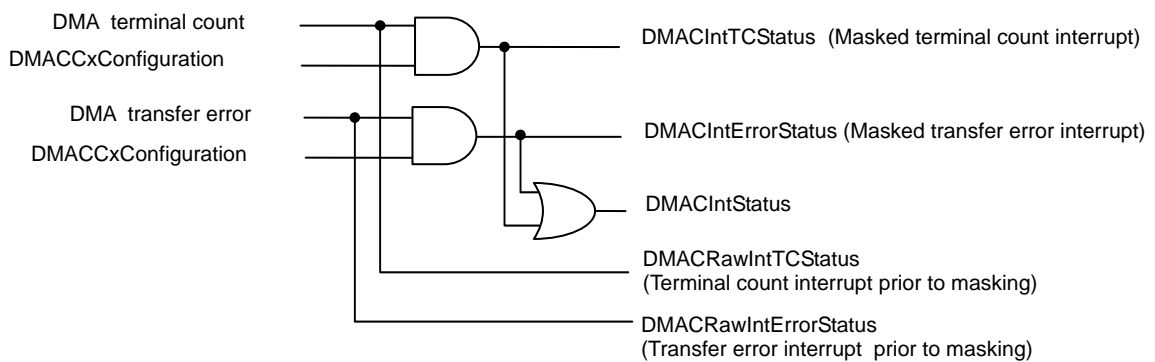 DMA terminal count
DMACIntTCStatus (Masked terminal count interrupt)
DMACCxConfiguration
DMA transfer error
DMACIntErrorStatus (Masked transfer error interrupt)
DMACCxConfiguration
DMACIntStatus
DMACRawIntTCStatus
(Terminal count interrupt prior to masking)
DMACRawIntErrorStatus
(Transfer error interrupt prior to masking)